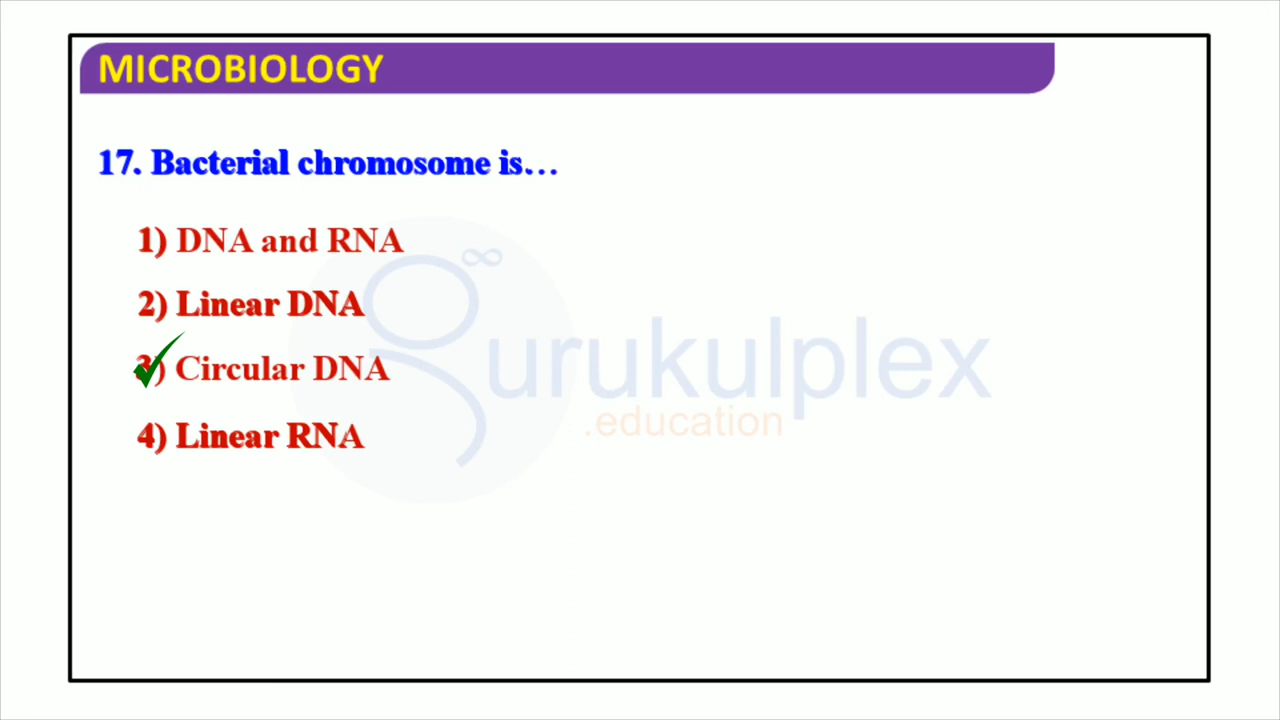 MICROBIOLOGY
17. Bacterial chromosome is...
1) DNA and RNA
2) Linear DNA
3) Circular DNA
4) Linear RNA
gurukulplex
.education